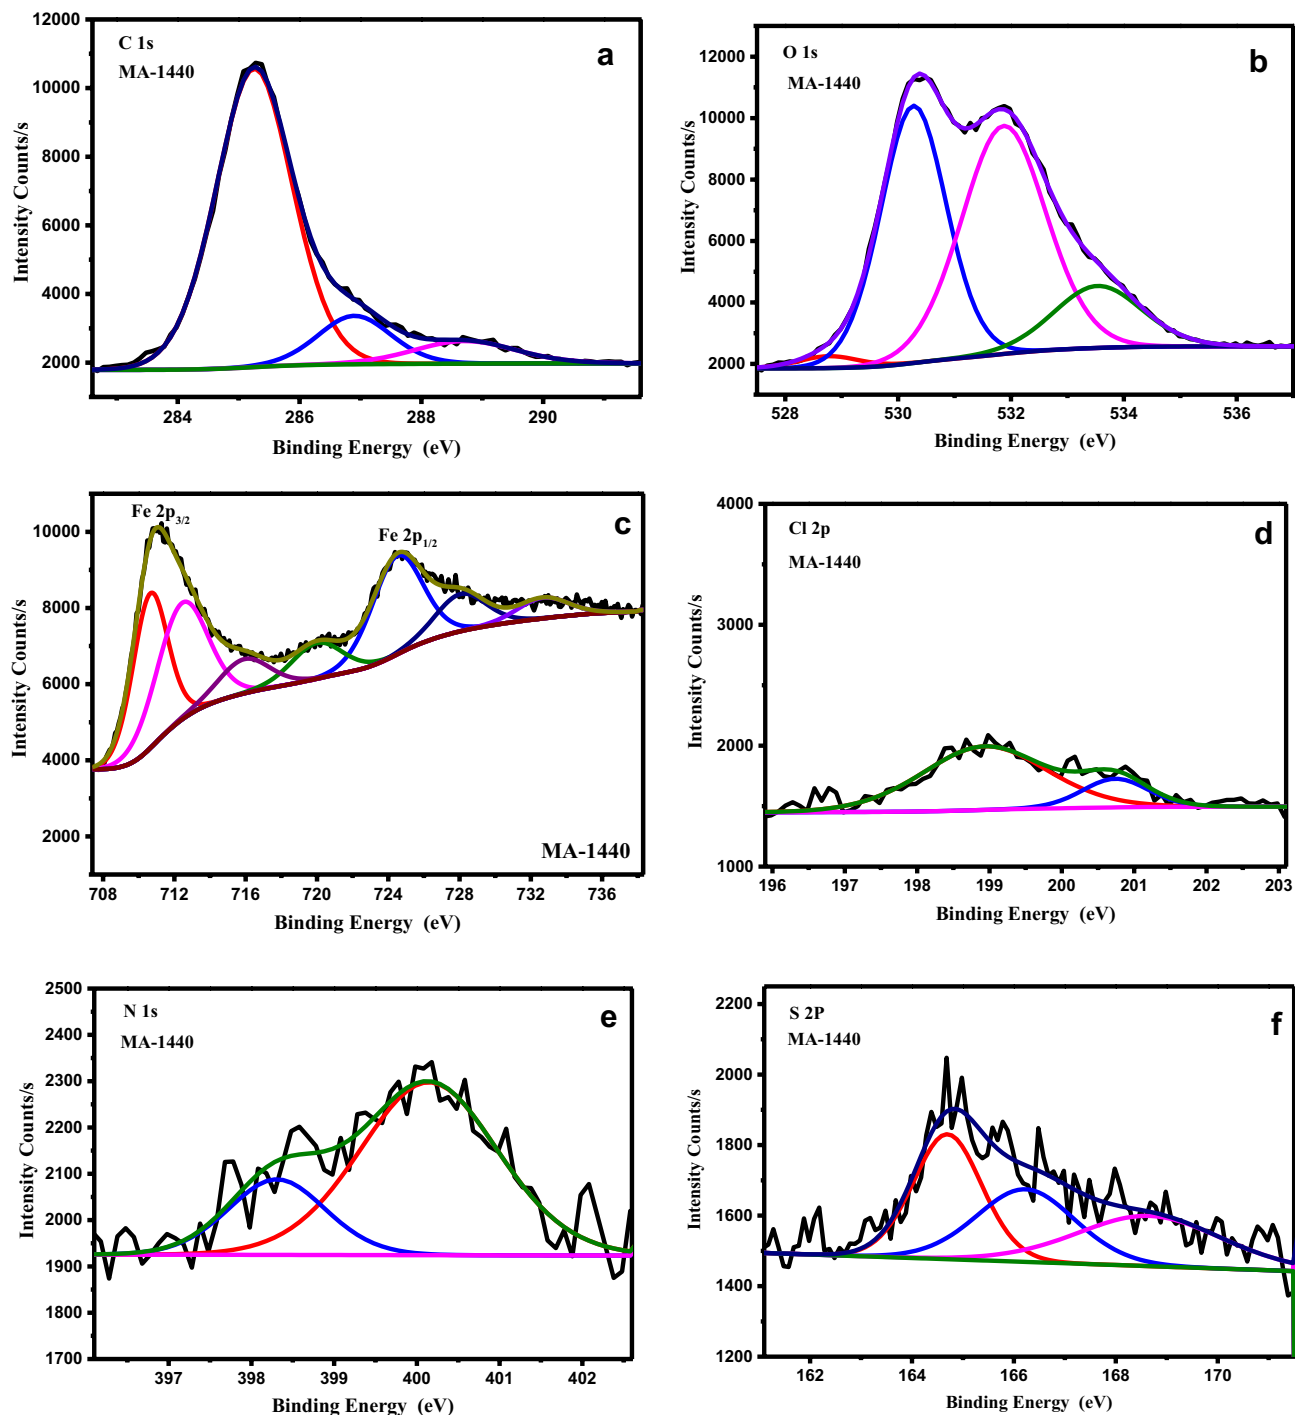 C 1s
MA-1440
a
12000
10000
8000
6000
4000
2000
Intensity Counts/s
284
286
288
290
Binding Energy (eV)
O 1s
MA-1440
b
12000
10000
8000
6000
4000
2000
Intensity Counts/s
528
530
532
534
536
Binding Energy (eV)
Fe 2p3/2
Fe 2p1/2
c
10000
8000
6000
4000
2000
Intensity Counts/s
MA-1440
708
712
716
720
724
728
732
736
Binding Energy (eV)
Cl 2p
MA-1440
d
4000
3000
2000
1000
Intensity Counts/s
196
197
198
199
200
201
202
203
Binding Energy (eV)
N 1s
MA-1440
e
2500
2400
2300
2200
2100
2000
1900
1800
1700
Intensity Counts/s
397
398
399
400
401
402
Binding Energy (eV)
S 2P
MA-1440
f
2200
2000
1800
1600
1400
1200
Intensity Counts/s
162
164
166
168
170
Binding Energy (eV)